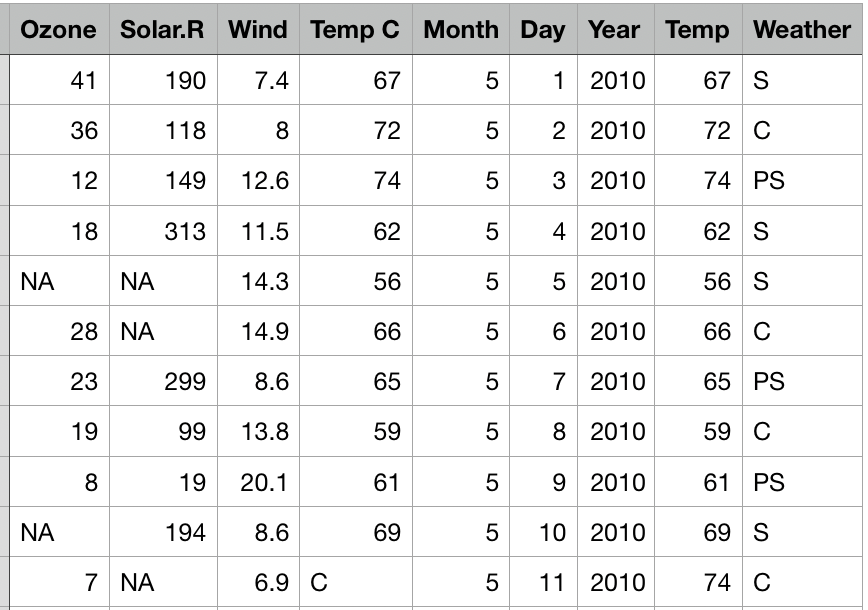 Ozone Solar.R Wind Temp C Month Day Year Temp Weather
41 190 7.4 67 5 1 2010 67 S
36 118 8 72 5 2 2010 72 C
12 149 12.6 74 5 3 2010 74 PS
18 313 11.5 62 5 4 2010 62 S
NA NA 14.3 56 5 5 2010 56 S
28 NA 14.9 66 5 6 2010 66 C
23 299 8.6 65 5 7 2010 65 PS
19 99 13.8 59 5 8 2010 59 C
8 19 20.1 61 5 9 2010 61 PS
NA 194 8.6 69 5 10 2010 69 S
7 NA 6.9 C 5 11 2010 74 C